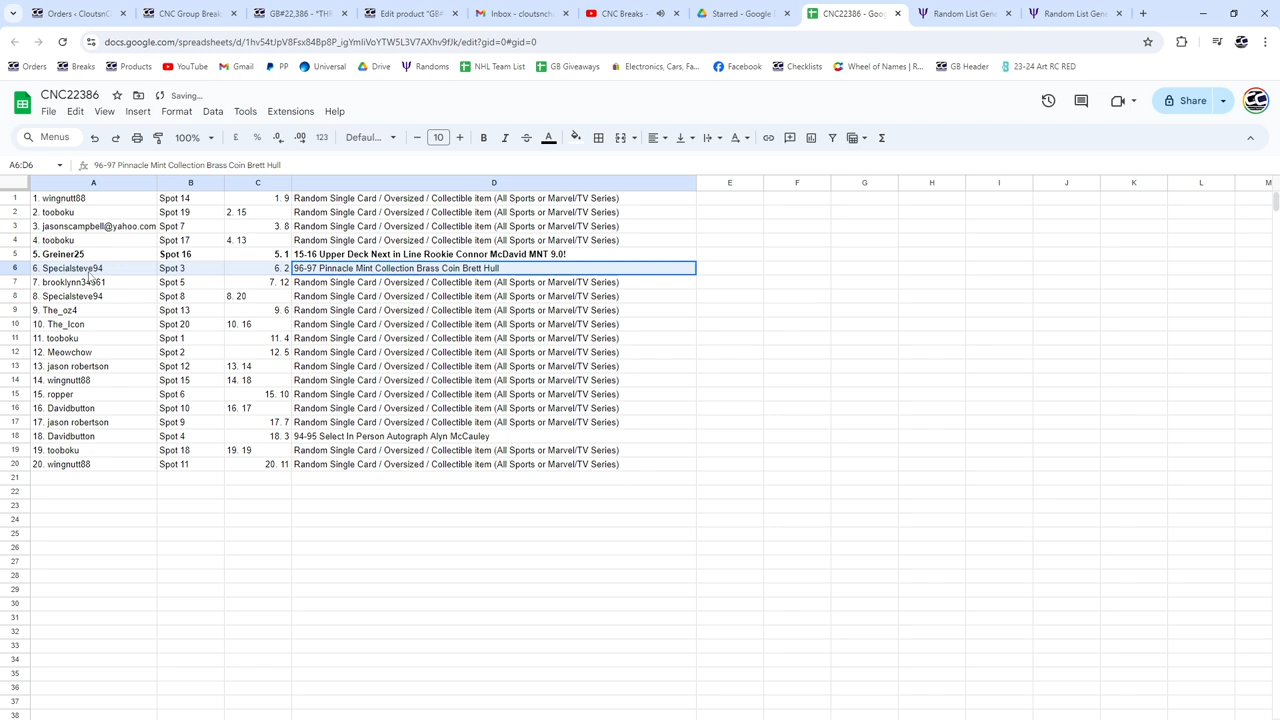 Orders ‹ CloutsnC
CNC Group Break
GB#22,386 - "TH
Edit product "GB
Inbox - cloutsnch
CNC Breaks -
Starred - Google
CNC22386 -
Random List Gene
Random List Gen
docs.google.com/spreadsheets/d/1hv54tJpV8Fsx84Bp8P_igYmIiVoYTW5L3V7AXhv9fJk/edit?gid=0#gid=0
Orders Breaks Products YouTube Gmail PP Universal Drive Randoms NHL Team List GB Giveaways Electronics, Cars, Fa... Facebook Checklists Wheel of Names | R... GB Header 23-24 Art RC RED
CNC22386 Saving...
File Edit View Insert Format Data Tools Extensions Help
Share
Menus 100% £ % .0 .00 123 Defaul... 10 B I A
A6:D6 fx 96-97 Pinnacle Mint Collection Brass Coin Brett Hull
A B C D E F G H I J K L M
1 1. wingnutt88 Spot 14 1. 9 Random Single Card / Oversized / Collectible item (All Sports or Marvel/TV Series)
2 2. tooboku Spot 19 2. 15 Random Single Card / Oversized / Collectible item (All Sports or Marvel/TV Series)
3 3. jasonscampbell@yahoo.com Spot 7 3. 8 Random Single Card / Oversized / Collectible item (All Sports or Marvel/TV Series)
4 4. tooboku Spot 17 4. 13 Random Single Card / Oversized / Collectible item (All Sports or Marvel/TV Series)
5 5. Greiner25 Spot 16 5. 1 15-16 Upper Deck Next in Line Rookie Connor McDavid MNT 9.0!
6 6. Specialsteve94 Spot 3 6. 2 96-97 Pinnacle Mint Collection Brass Coin Brett Hull
7 7. brooklynn34961 Spot 5 7. 12 Random Single Card / Oversized / Collectible item (All Sports or Marvel/TV Series)
8 8. Specialsteve94 Spot 8 8. 20 Random Single Card / Oversized / Collectible item (All Sports or Marvel/TV Series)
9 9. The_oz4 Spot 13 9. 6 Random Single Card / Oversized / Collectible item (All Sports or Marvel/TV Series)
10 10. The_Icon Spot 20 10. 16 Random Single Card / Oversized / Collectible item (All Sports or Marvel/TV Series)
11 11. tooboku Spot 1 11. 4 Random Single Card / Oversized / Collectible item (All Sports or Marvel/TV Series)
12 12. Meowchow Spot 2 12. 5 Random Single Card / Oversized / Collectible item (All Sports or Marvel/TV Series)
13 13. jason robertson Spot 12 13. 14 Random Single Card / Oversized / Collectible item (All Sports or Marvel/TV Series)
14 14. wingnutt88 Spot 15 14. 18 Random Single Card / Oversized / Collectible item (All Sports or Marvel/TV Series)
15 15. ropper Spot 6 15. 10 Random Single Card / Oversized / Collectible item (All Sports or Marvel/TV Series)
16 16. Davidbutton Spot 10 16. 17 Random Single Card / Oversized / Collectible item (All Sports or Marvel/TV Series)
17 17. jason robertson Spot 9 17. 7 Random Single Card / Oversized / Collectible item (All Sports or Marvel/TV Series)
18 18. Davidbutton Spot 4 18. 3 94-95 Select In Person Autograph Alyn McCauley
19 19. tooboku Spot 18 19. 19 Random Single Card / Oversized / Collectible item (All Sports or Marvel/TV Series)
20 20. wingnutt88 Spot 11 20. 11 Random Single Card / Oversized / Collectible item (All Sports or Marvel/TV Series)
21
22
23
24
25
26
27
28
29
30
31
32
33
34
35
36
37
38